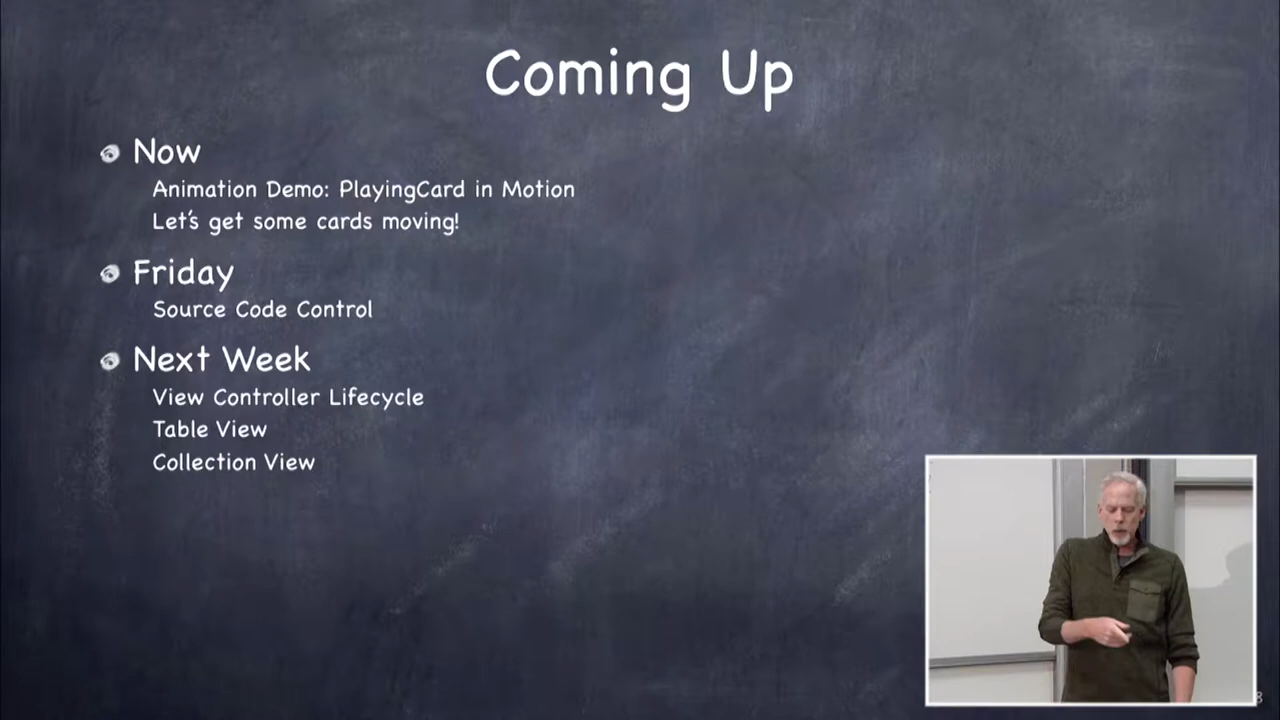 Coming Up
Now
Animation Demo: PlayingCard in Motion
Let's get some cards moving!
Friday
Source Code Control
Next Week
View Controller Lifecycle
Table View
Collection View
8